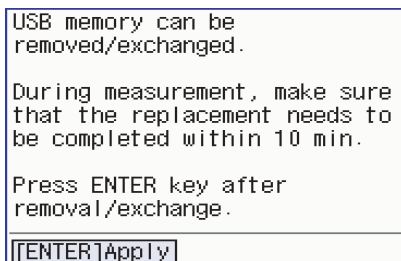 USB memory can be
removed/exchanged.
During measurement, make sure
that the replacement needs to
be completed within 10 min.
Press ENTER key after
removal/exchange.
[ENTER]Apply